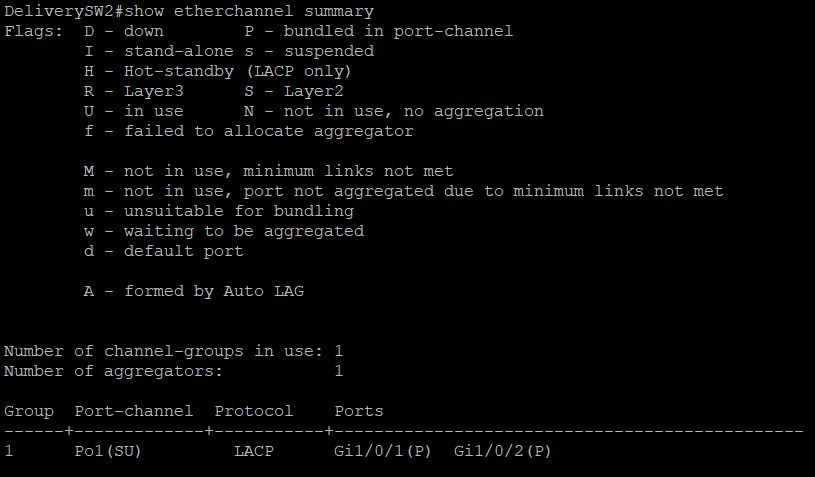 DeliverySW2#show etherchannel summary
Flags:  D - down        P - bundled in port-channel
        I - stand-alone s - suspended
        H - Hot-standby (LACP only)
        R - Layer3      S - Layer2
        U - in use      N - not in use, no aggregation
        f - failed to allocate aggregator

        M - not in use, minimum links not met
        m - not in use, port not aggregated due to minimum links not met
        u - unsuitable for bundling
        w - waiting to be aggregated
        d - default port

        A - formed by Auto LAG


Number of channel-groups in use: 1
Number of aggregators:           1

Group  Port-channel  Protocol    Ports
------+-------------+-----------+-----------------------------------------------
1      Po1(SU)         LACP      Gi1/0/1(P)  Gi1/0/2(P)